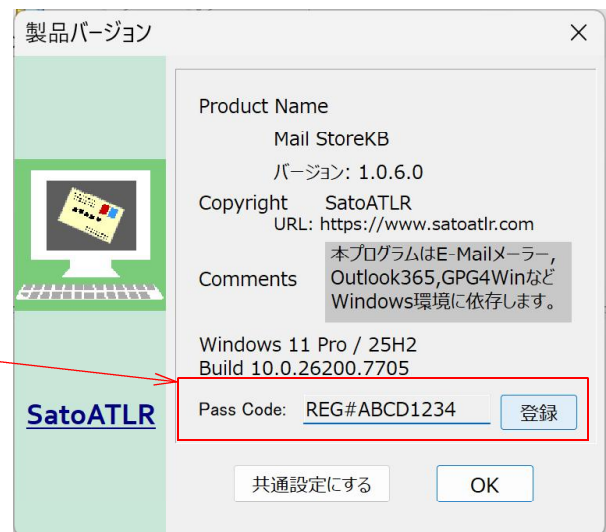 製品バージョン
Product Name
Mail StoreKB
バージョン: 1.0.6.0
Copyright SatoATLR
URL: https://www.satoatlr.com
Comments
本プログラムはE-Mailメーラー,
Outlook365,GPG4Winなど
Windows環境に依存します。
Windows 11 Pro / 25H2
Build 10.0.26200.7705
SatoATLR
Pass Code: REG#ABCD1234 登録
共通設定にする OK